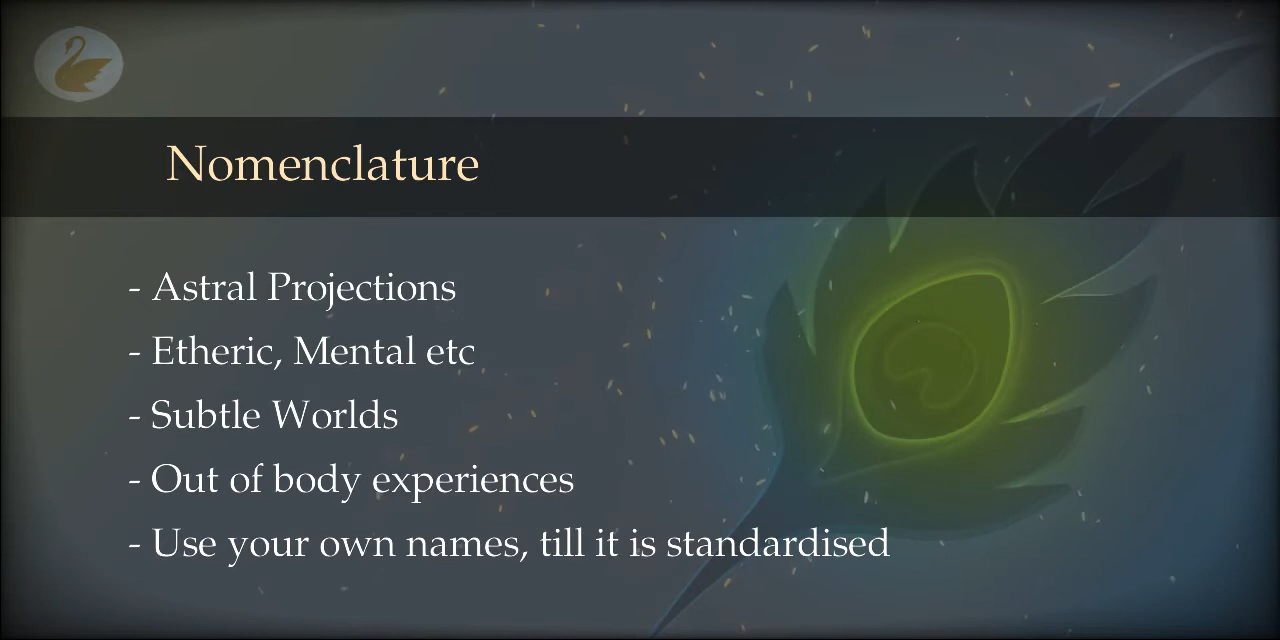 Nomenclature
- Astral Projections
- Etheric, Mental etc
- Subtle Worlds
- Out of body experiences
- Use your own names, till it is standardised